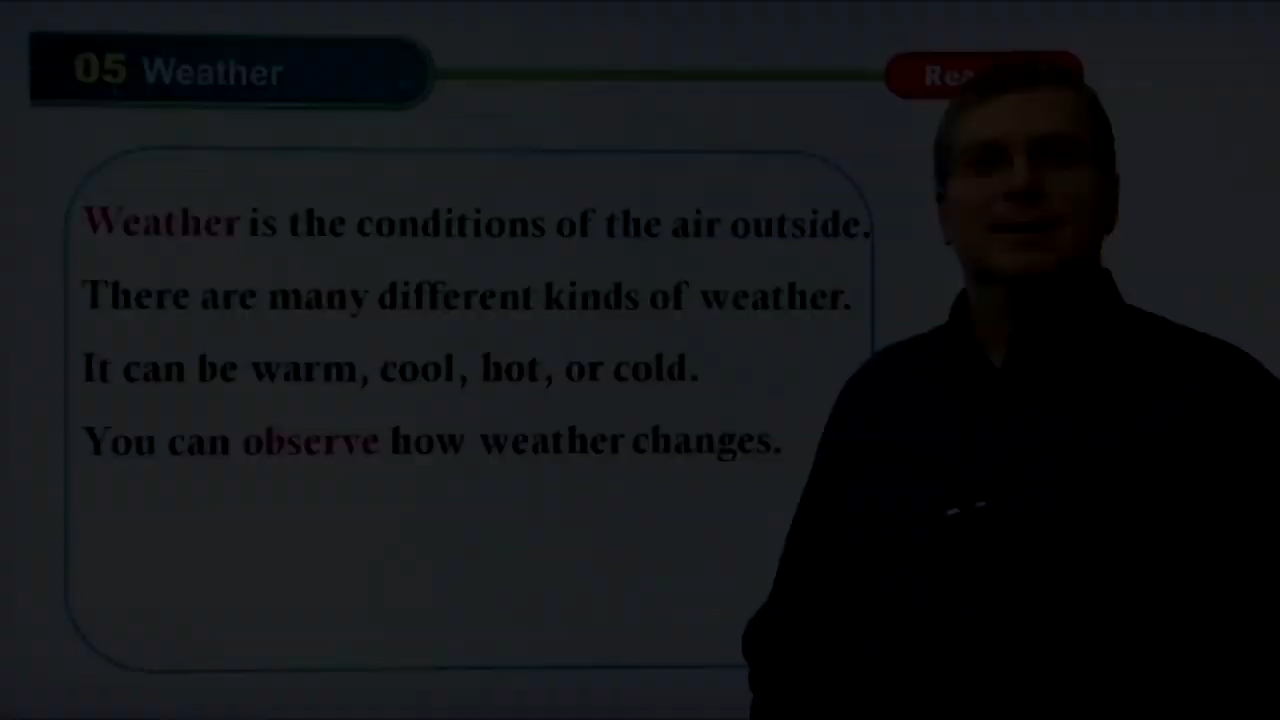 05 Weather
Weather is the conditions of the air outside.
There are many different kinds of weather.
It can be warm, cool, hot, or cold.
You can observe how weather changes.